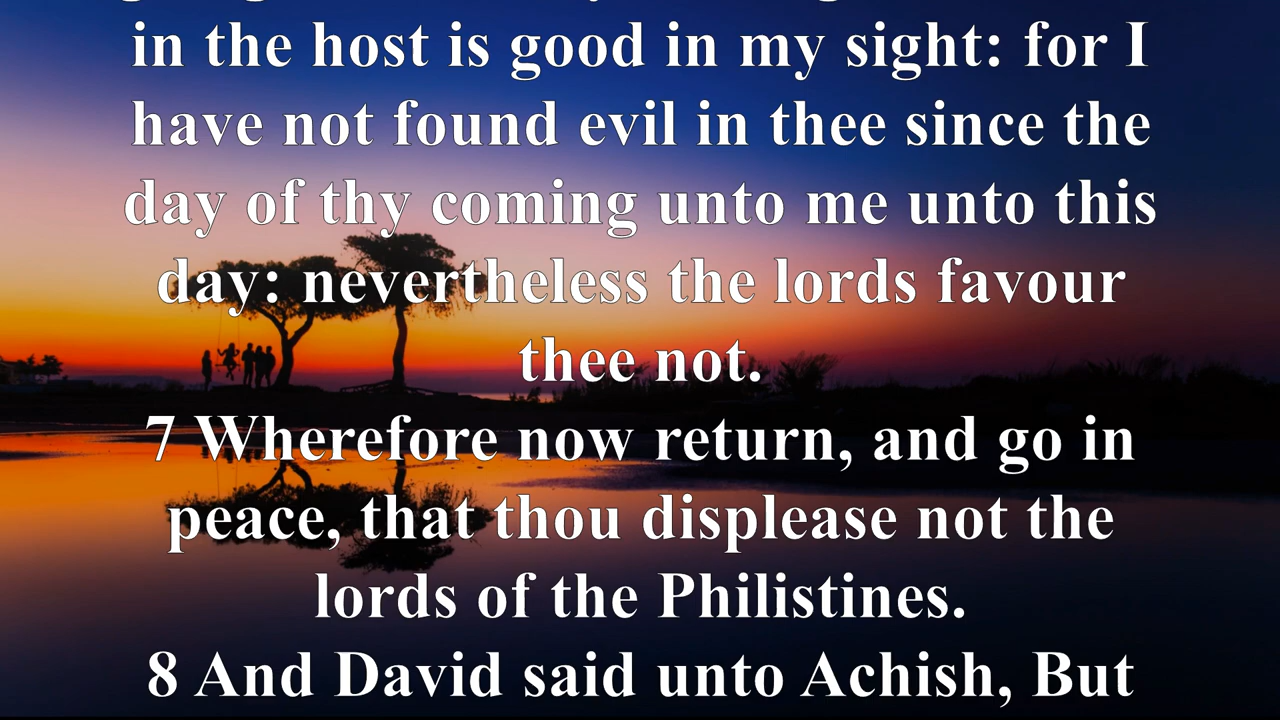 in the host is good in my sight: for I
have not found evil in thee since the
day of thy coming unto me unto this
day: nevertheless the lords favour
thee not.
7 Wherefore now return, and go in
peace, that thou displease not the
lords of the Philistines.
8 And David said unto Achish, But